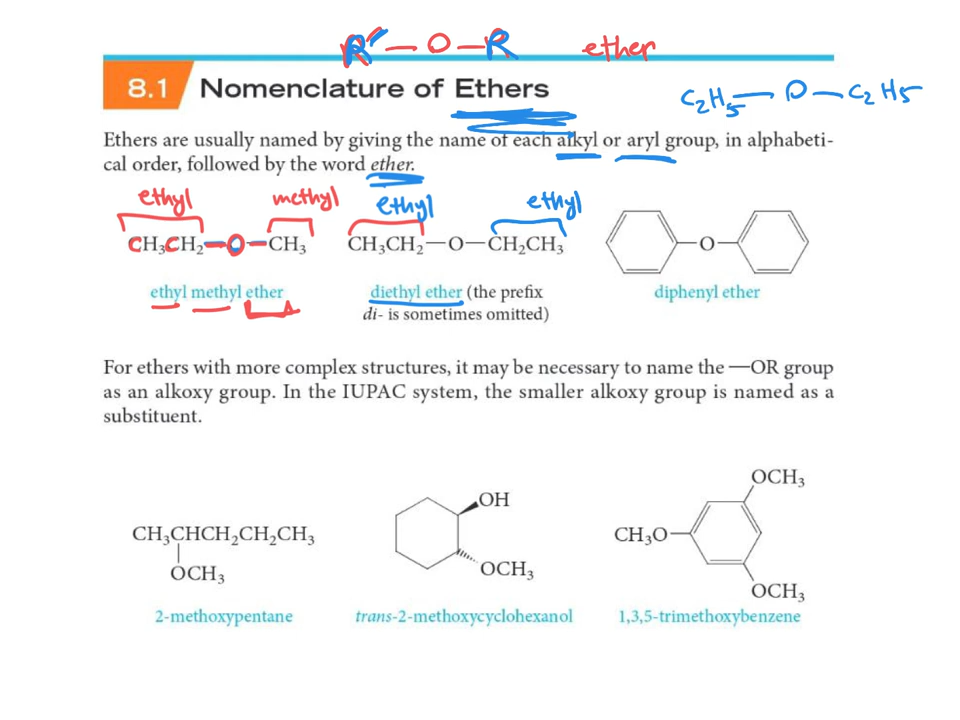 R' — O — R ether
8.1 Nomenclature of Ethers
C₂H₅ — O — C₂H₅
Ethers are usually named by giving the name of each alkyl or aryl group, in alphabeti-
cal order, followed by the word ether.
ethyl methyl ethyl ethyl
CH₃CH₂—O—CH₃ CH₃CH₂—O—CH₂CH₃ —O—
ethyl methyl ether diethyl ether (the prefix diphenyl ether
di- is sometimes omitted)
For ethers with more complex structures, it may be necessary to name the —OR group
as an alkoxy group. In the IUPAC system, the smaller alkoxy group is named as a
substituent.
OCH₃
OH
CH₃CHCH₂CH₂CH₃ CH₃O—
OCH₃ OCH₃
OCH₃
2-methoxypentane trans-2-methoxycyclohexanol 1,3,5-trimethoxybenzene